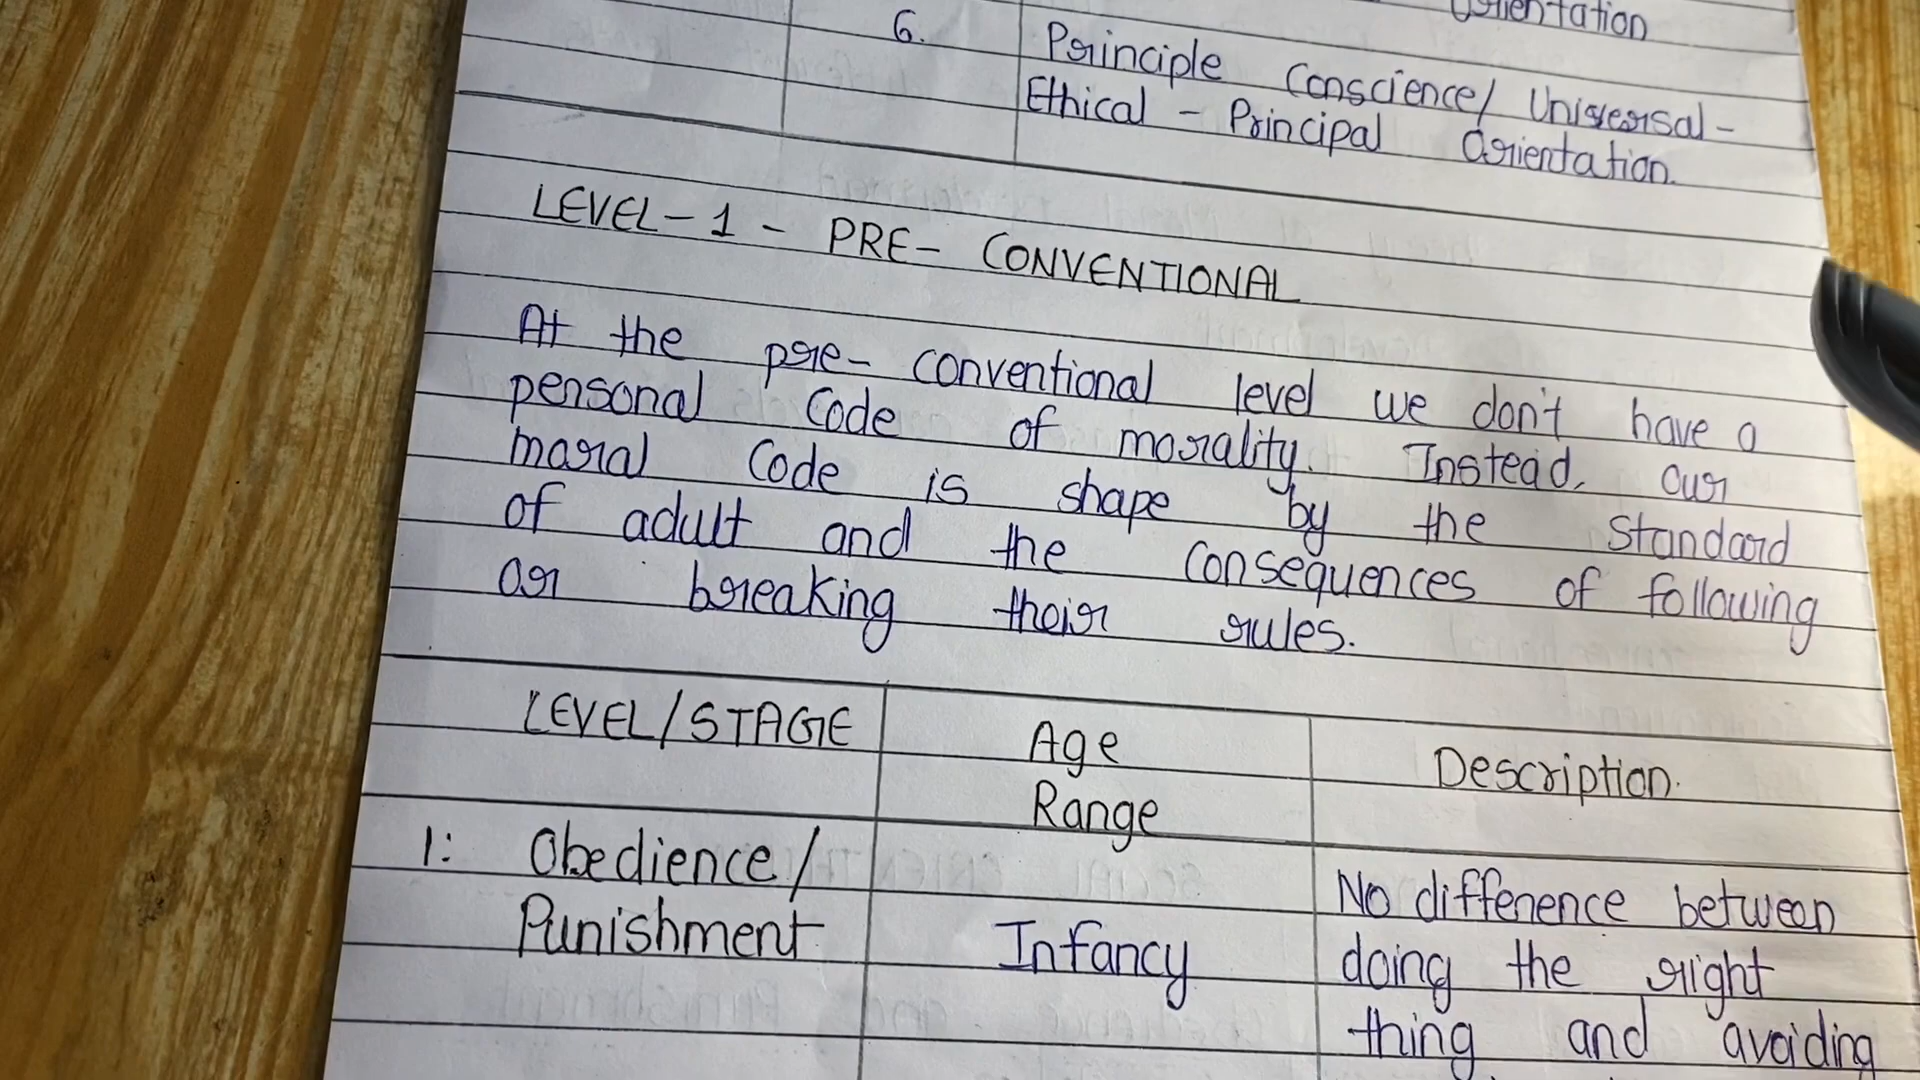 Orientation
6. Principle Conscience/ Universal-
Ethical - Principal Orientation.
LEVEL-1 - PRE- CONVENTIONAL
At the pre- conventional level we don't have a
personal Code of morality. Instead, our
moral Code is shape by the Standard
of adult and the Consequences of following
or breaking their rules.
LEVEL/STAGE Age Description.
Range
1: Obedience/ No difference between
Punishment Infancy doing the right
thing and avoiding